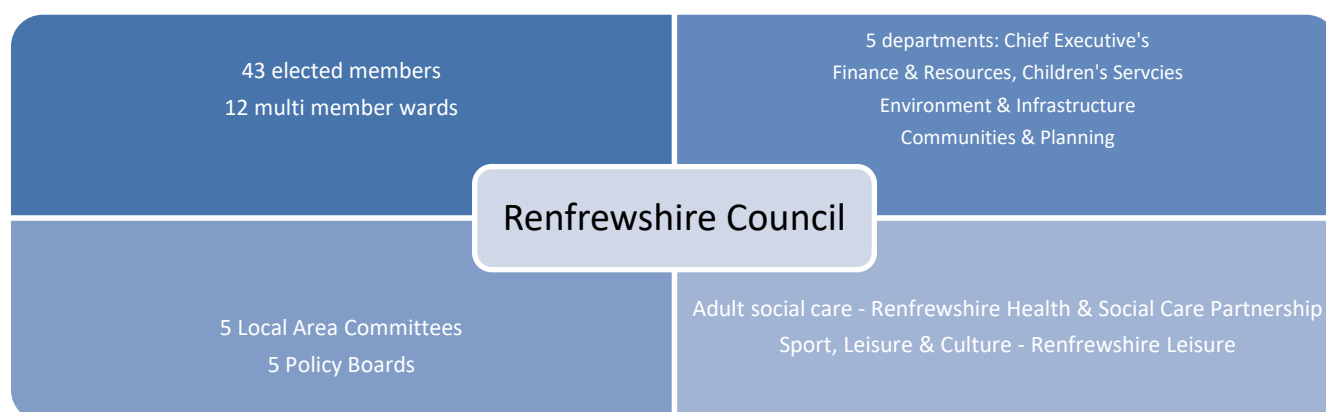 43 elected members
12 multi member wards
5 departments: Chief Executive's
Finance & Resources, Children's Servcies
Environment & Infrastructure
Communities & Planning
Renfrewshire Council
5 Local Area Committees
5 Policy Boards
Adult social care - Renfrewshire Health & Social Care Partnership
Sport, Leisure & Culture - Renfrewshire Leisure